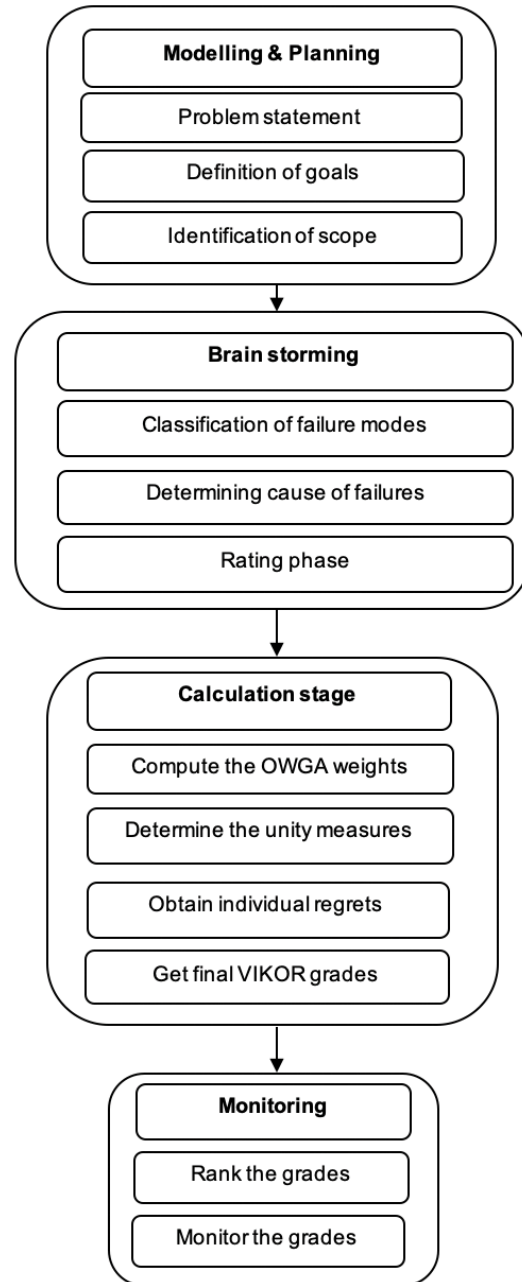 Modelling & Planning
Problem statement
Definition of goals
Identification of scope
Brain storming
Classification of failure modes
Determining cause of failures
Rating phase
Calculation stage
Compute the OWGA weights
Determine the unity measures
Obtain individual regrets
Get final VIKOR grades
Monitoring
Rank the grades
Monitor the grades